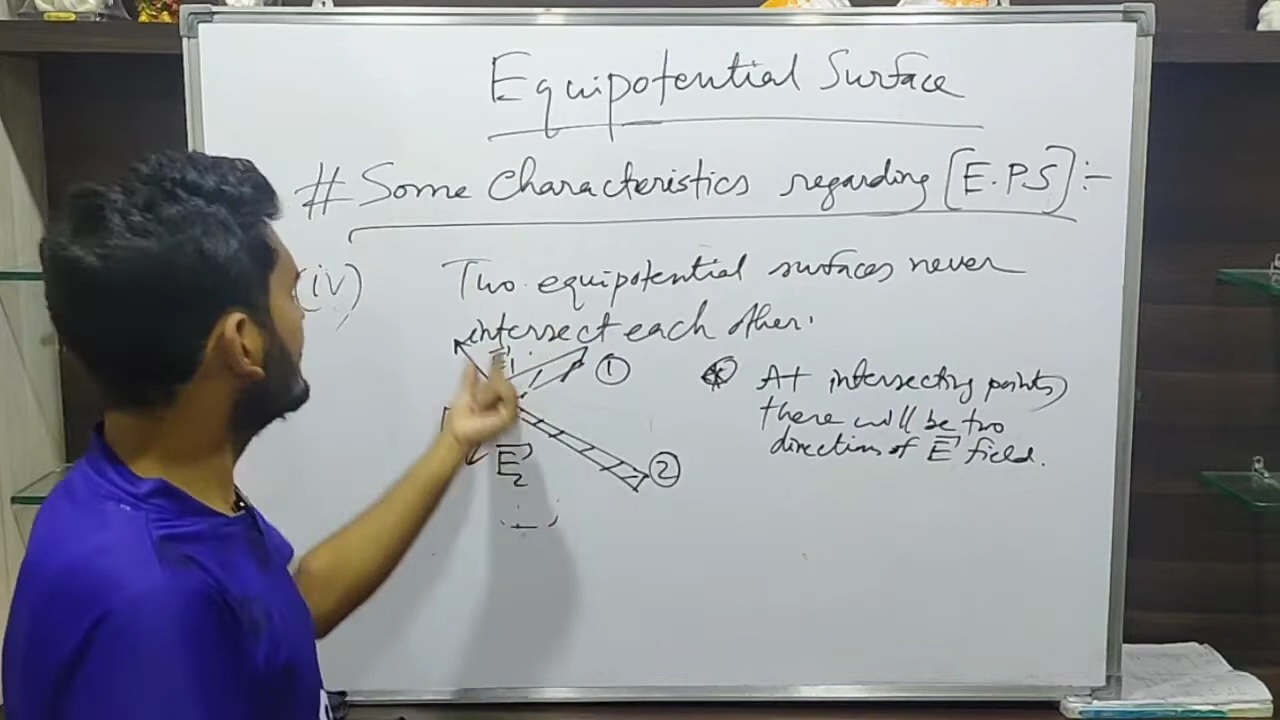 Equipotential Surface
# Some Characteristics regarding [E.P.S] :-
(iv) Two equipotential surfaces never
intersect each other.
①
②
E₂
At intersecting points
there will be two
directions of E field.